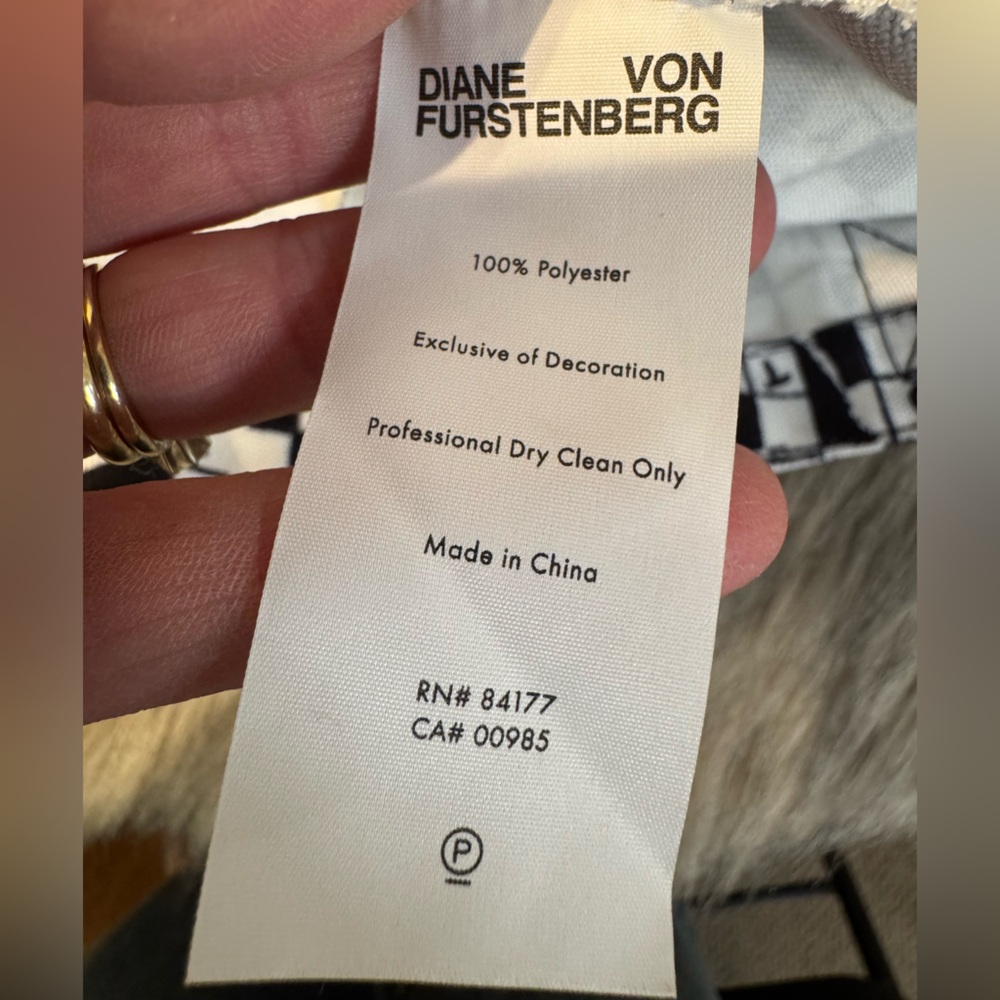 DIANE VON
FURSTENBERG
100% Polyester
Exclusive of Decoration
Professional Dry Clean Only
Made in China
RN# 84177
CA# 00985
P